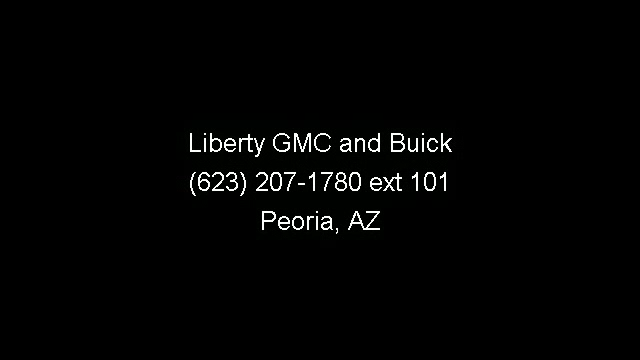 Liberty GMC and Buick
(623) 207-1780 ext 101
Peoria, AZ